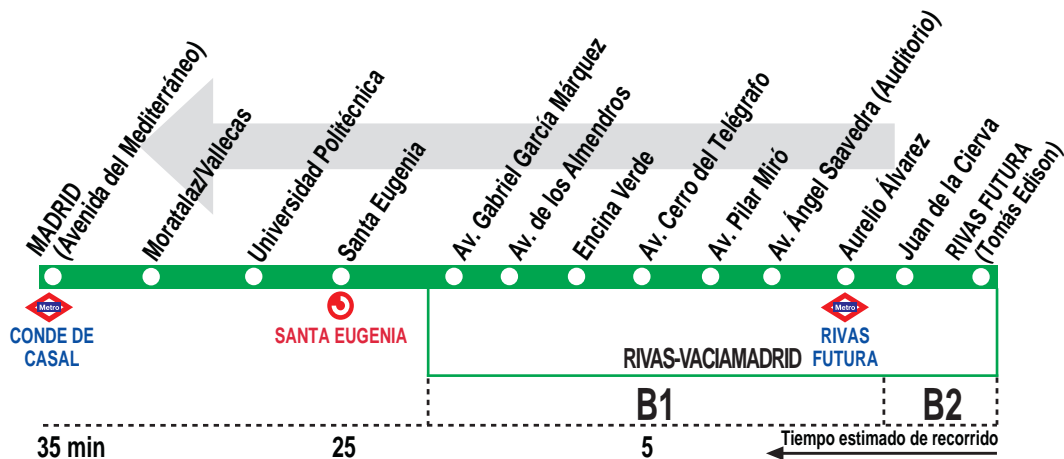 MADRID
(Avenida del Mediterráneo)
Moratalaz/Vallecas
Universidad Politécnica
Santa Eugenia
Av. Gabriel García Márquez
Av. de los Almendros
Encina Verde
Av. Cerro del Telégrafo
Av. Pilar Miró
Av. Ángel Saavedra (Auditorio)
Aurelio Álvarez
Juan de la Cierva
RIVAS FUTURA
(Tomás Edison)
Metro
CONDE DE
CASAL
SANTA EUGENIA
Metro
RIVAS
FUTURA
RIVAS-VACIAMADRID
B1
B2
35 min
25
5
Tiempo estimado de recorrido